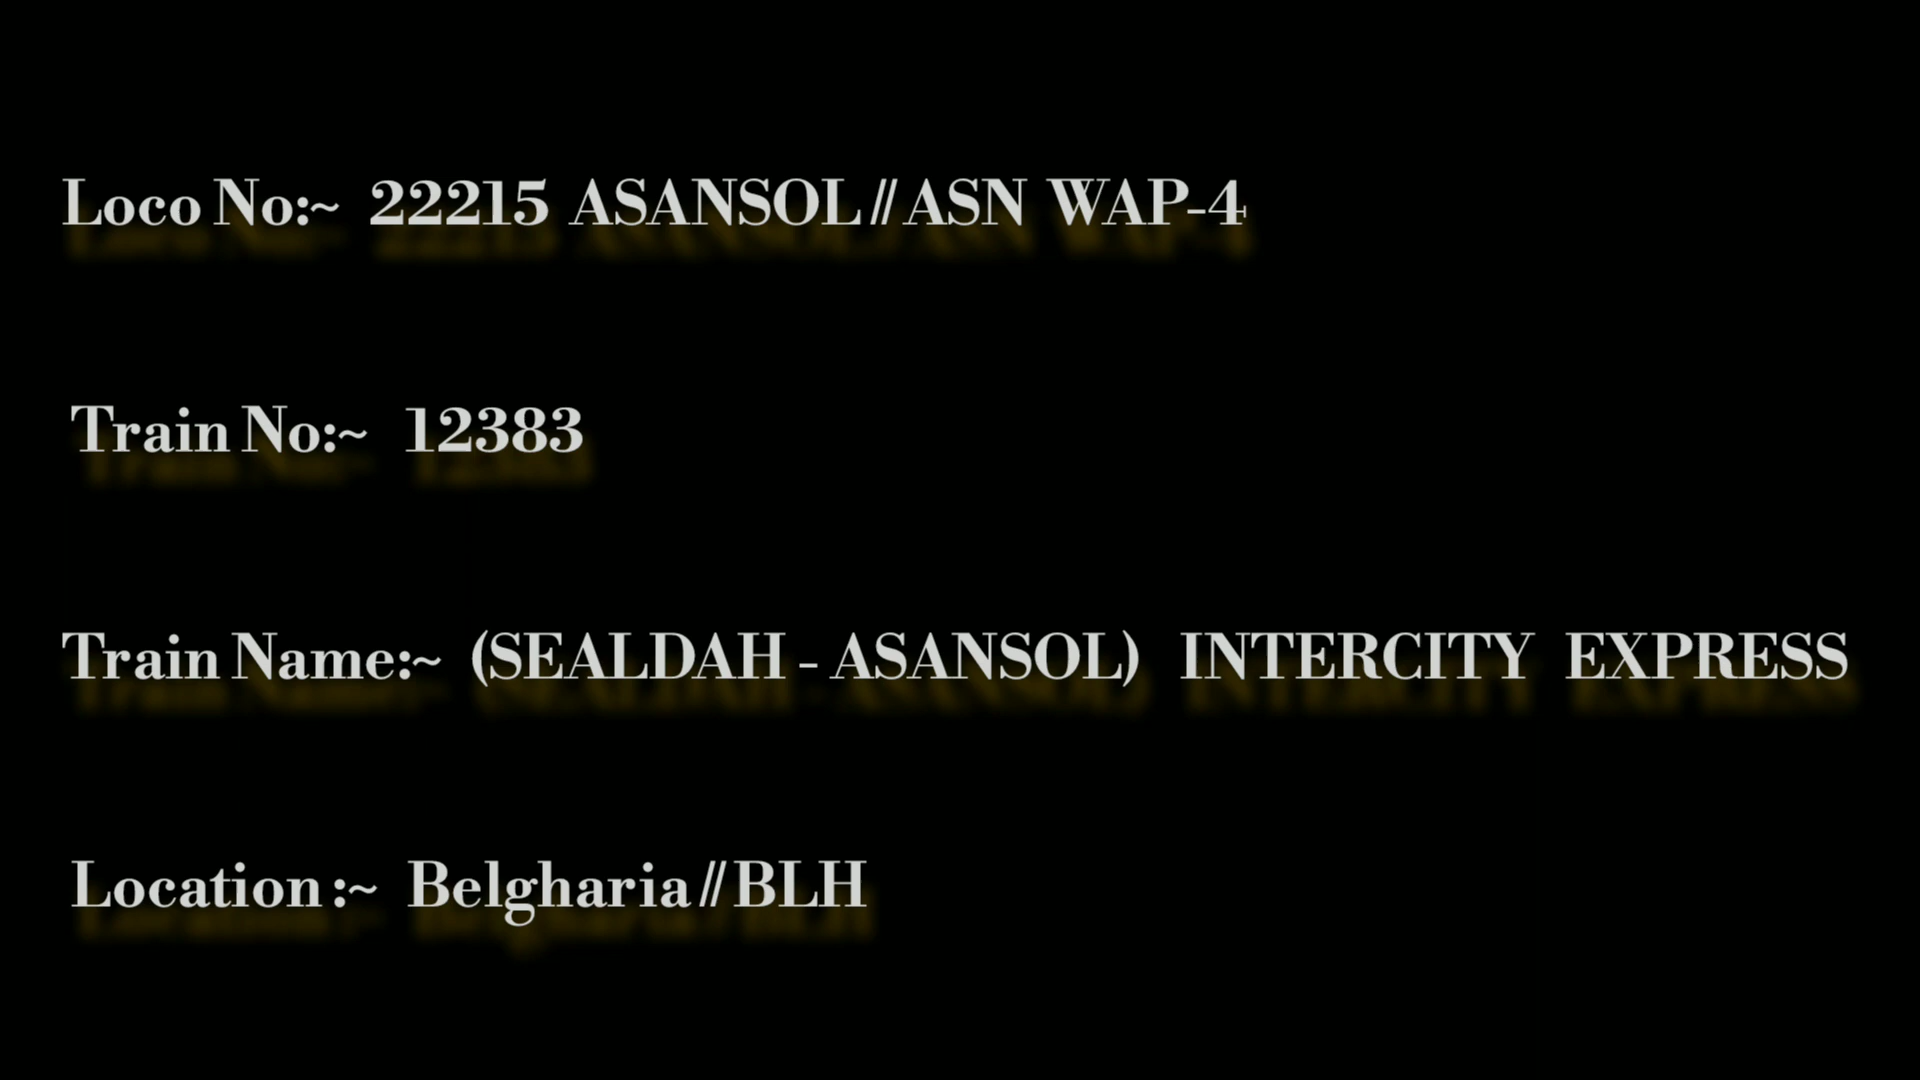 Loco No:~ 22215 ASANSOL//ASN WAP-4
Train No:~ 12383
Train Name:~ (SEALDAH - ASANSOL) INTERCITY EXPRESS
Location :~ Belgharia//BLH